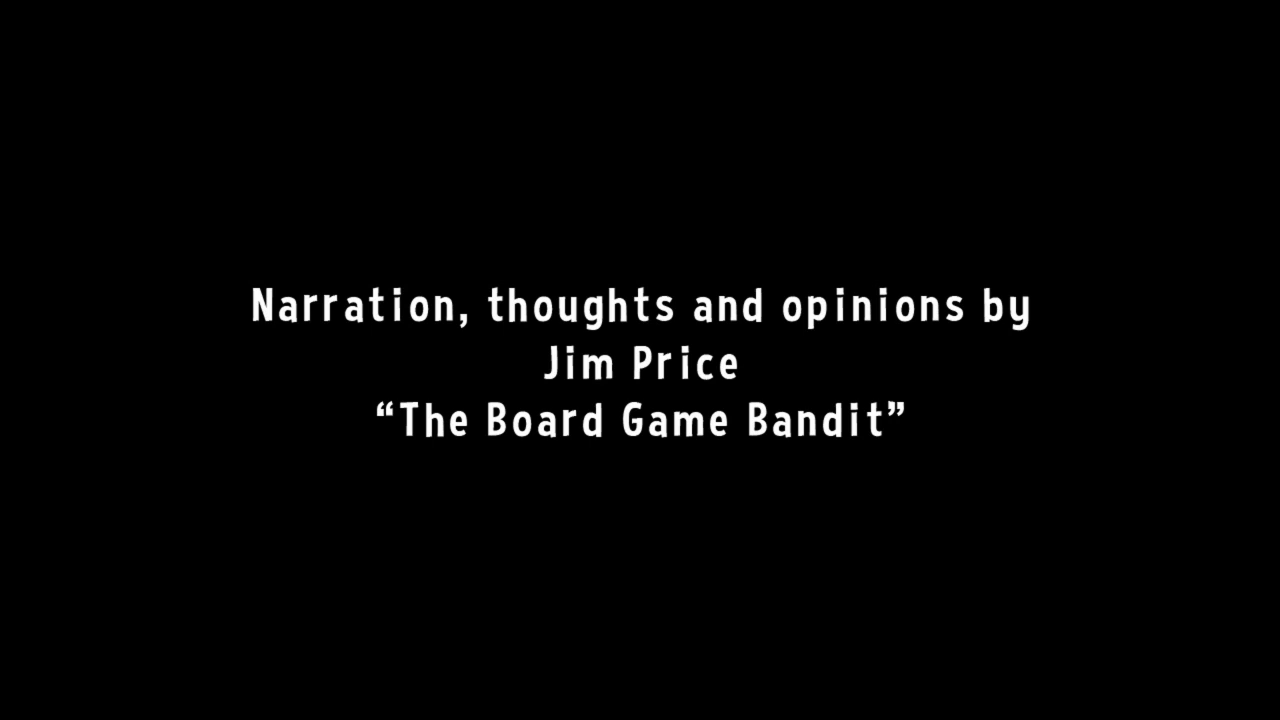 Narration, thoughts and opinions by
Jim Price
“The Board Game Bandit”